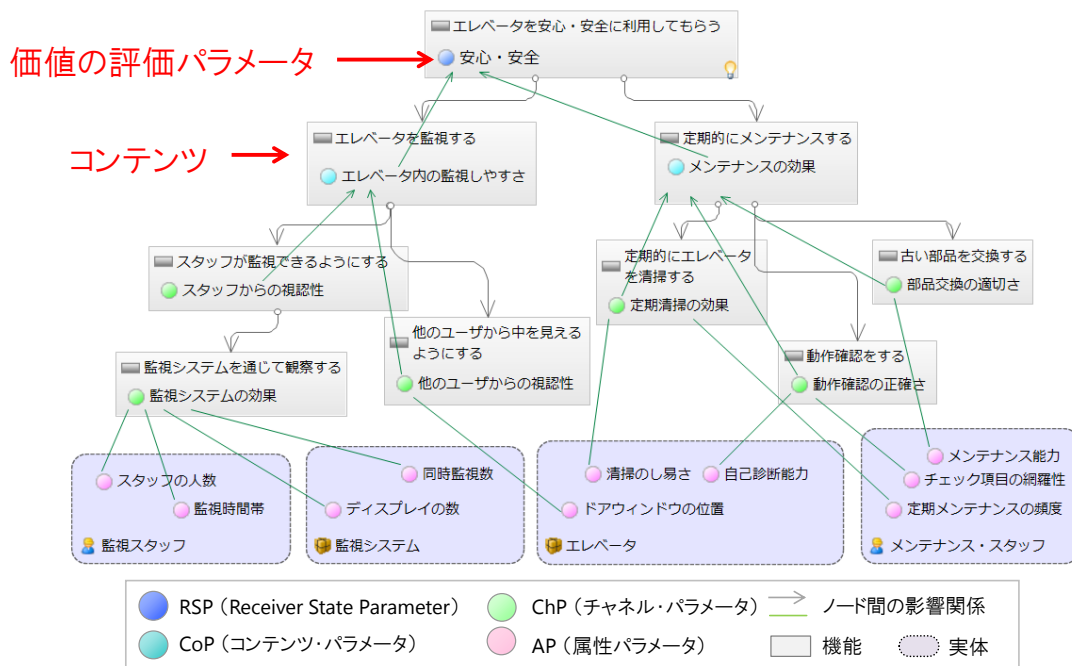 エレベータを安心・安全に利用してもらう
価値の評価パラメータ
安心・安全
エレベータを監視する
定期的にメンテナンスする
コンテンツ
エレベータ内の監視しやすさ
メンテナンスの効果
スタッフが監視できるようにする
スタッフからの視認性
定期的にエレベータ
を清掃する
定期清掃の効果
古い部品を交換する
部品交換の適切さ
他のユーザから中を見える
ようにする
他のユーザからの視認性
監視システムを通じて観察する
監視システムの効果
動作確認をする
動作確認の正確さ
スタッフの人数
監視時間帯
監視スタッフ
同時監視数
ディスプレイの数
監視システム
清掃のし易さ
自己診断能力
ドアウィンドウの位置
エレベータ
メンテナンス能力
チェック項目の網羅性
定期メンテナンスの頻度
メンテナンス・スタッフ
RSP（Receiver State Parameter）
ChP（チャネル・パラメータ）
ノード間の影響関係
CoP（コンテンツ・パラメータ）
AP（属性パラメータ）
機能
実体